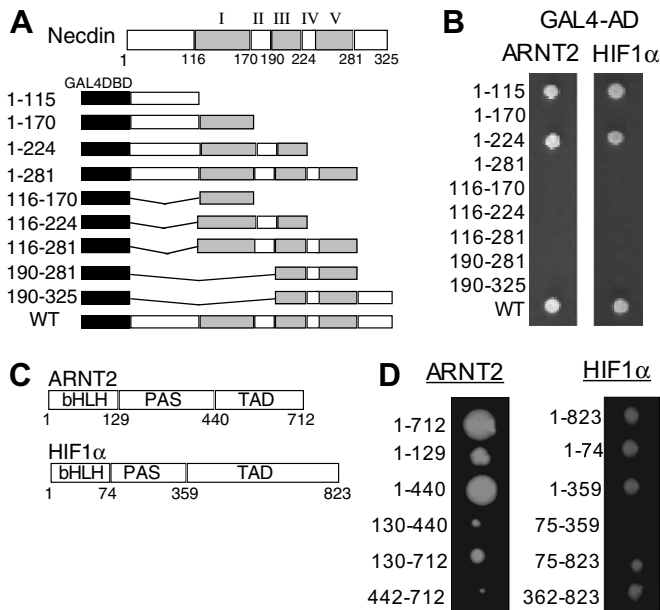 A
I II III IV V
Necdin
1 116 170 190 224 281 325
GAL4DBD
1-115
1-170
1-224
1-281
116-170
116-224
116-281
190-281
190-325
WT
B
GAL4-AD
ARNT2 HIF1α
1-115
1-170
1-224
1-281
116-170
116-224
116-281
190-281
190-325
WT
C
ARNT2
bHLH PAS TAD
1 129 440 712
HIF1α
bHLH PAS TAD
1 74 359 823
D
ARNT2
1-712
1-129
1-440
130-440
130-712
442-712
HIF1α
1-823
1-74
1-359
75-359
75-823
362-823